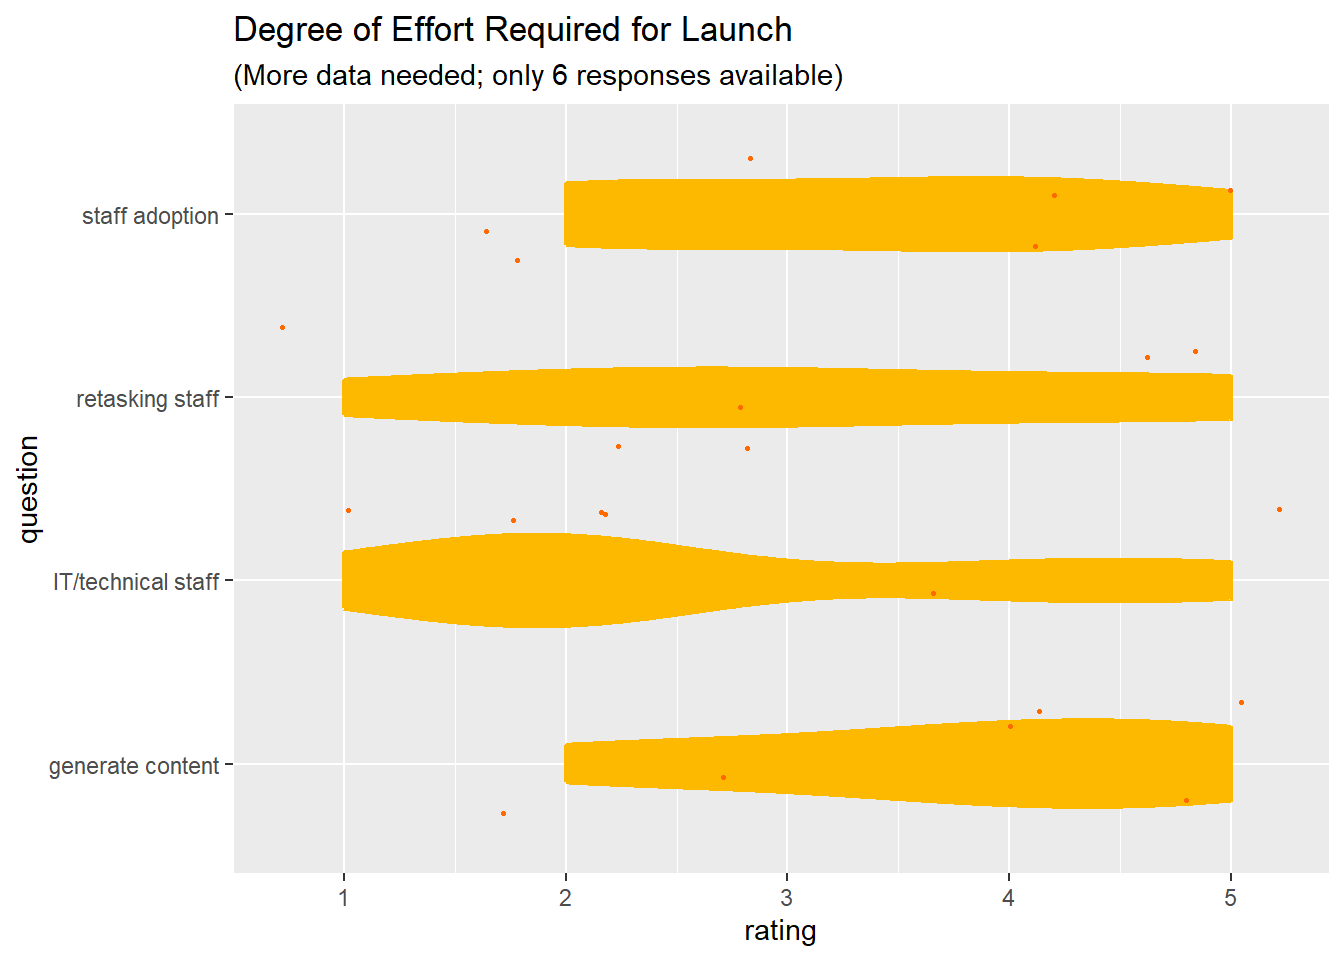 Degree of Effort Required for Launch
(More data needed; only 6 responses available)
question
staff adoption
retasking staff
IT/technical staff
generate content
1 2 3 4 5
rating